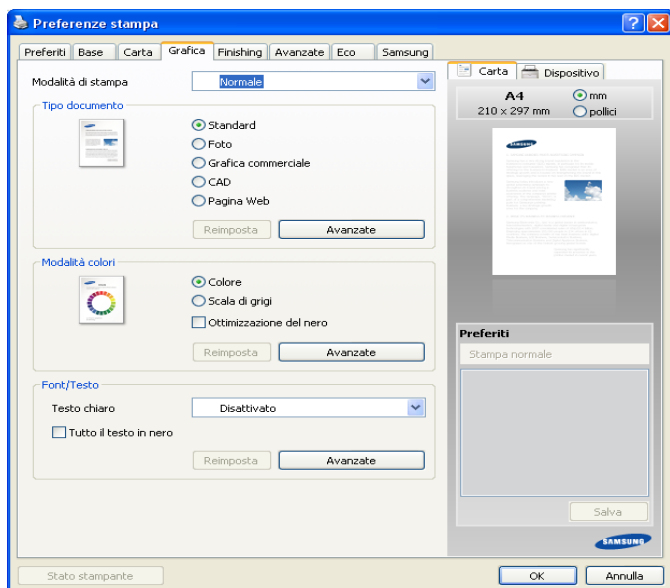 Preferenze stampa
Preferiti Base Carta Grafica Finishing Avanzate Eco Samsung
Modalità di stampa Normale
Tipo documento
Standard
Foto
Grafica commerciale
CAD
Pagina Web
Reimposta Avanzate
Modalità colori
Colore
Scala di grigi
Ottimizzazione del nero
Reimposta Avanzate
Font/Testo
Testo chiaro Disattivato
Tutto il testo in nero
Reimposta Avanzate
Carta Dispositivo
A4 mm
210 x 297 mm pollici
SAMSUNG
Preferiti
Stampa normale
Salva
SAMSUNG
Stato stampante OK Annulla